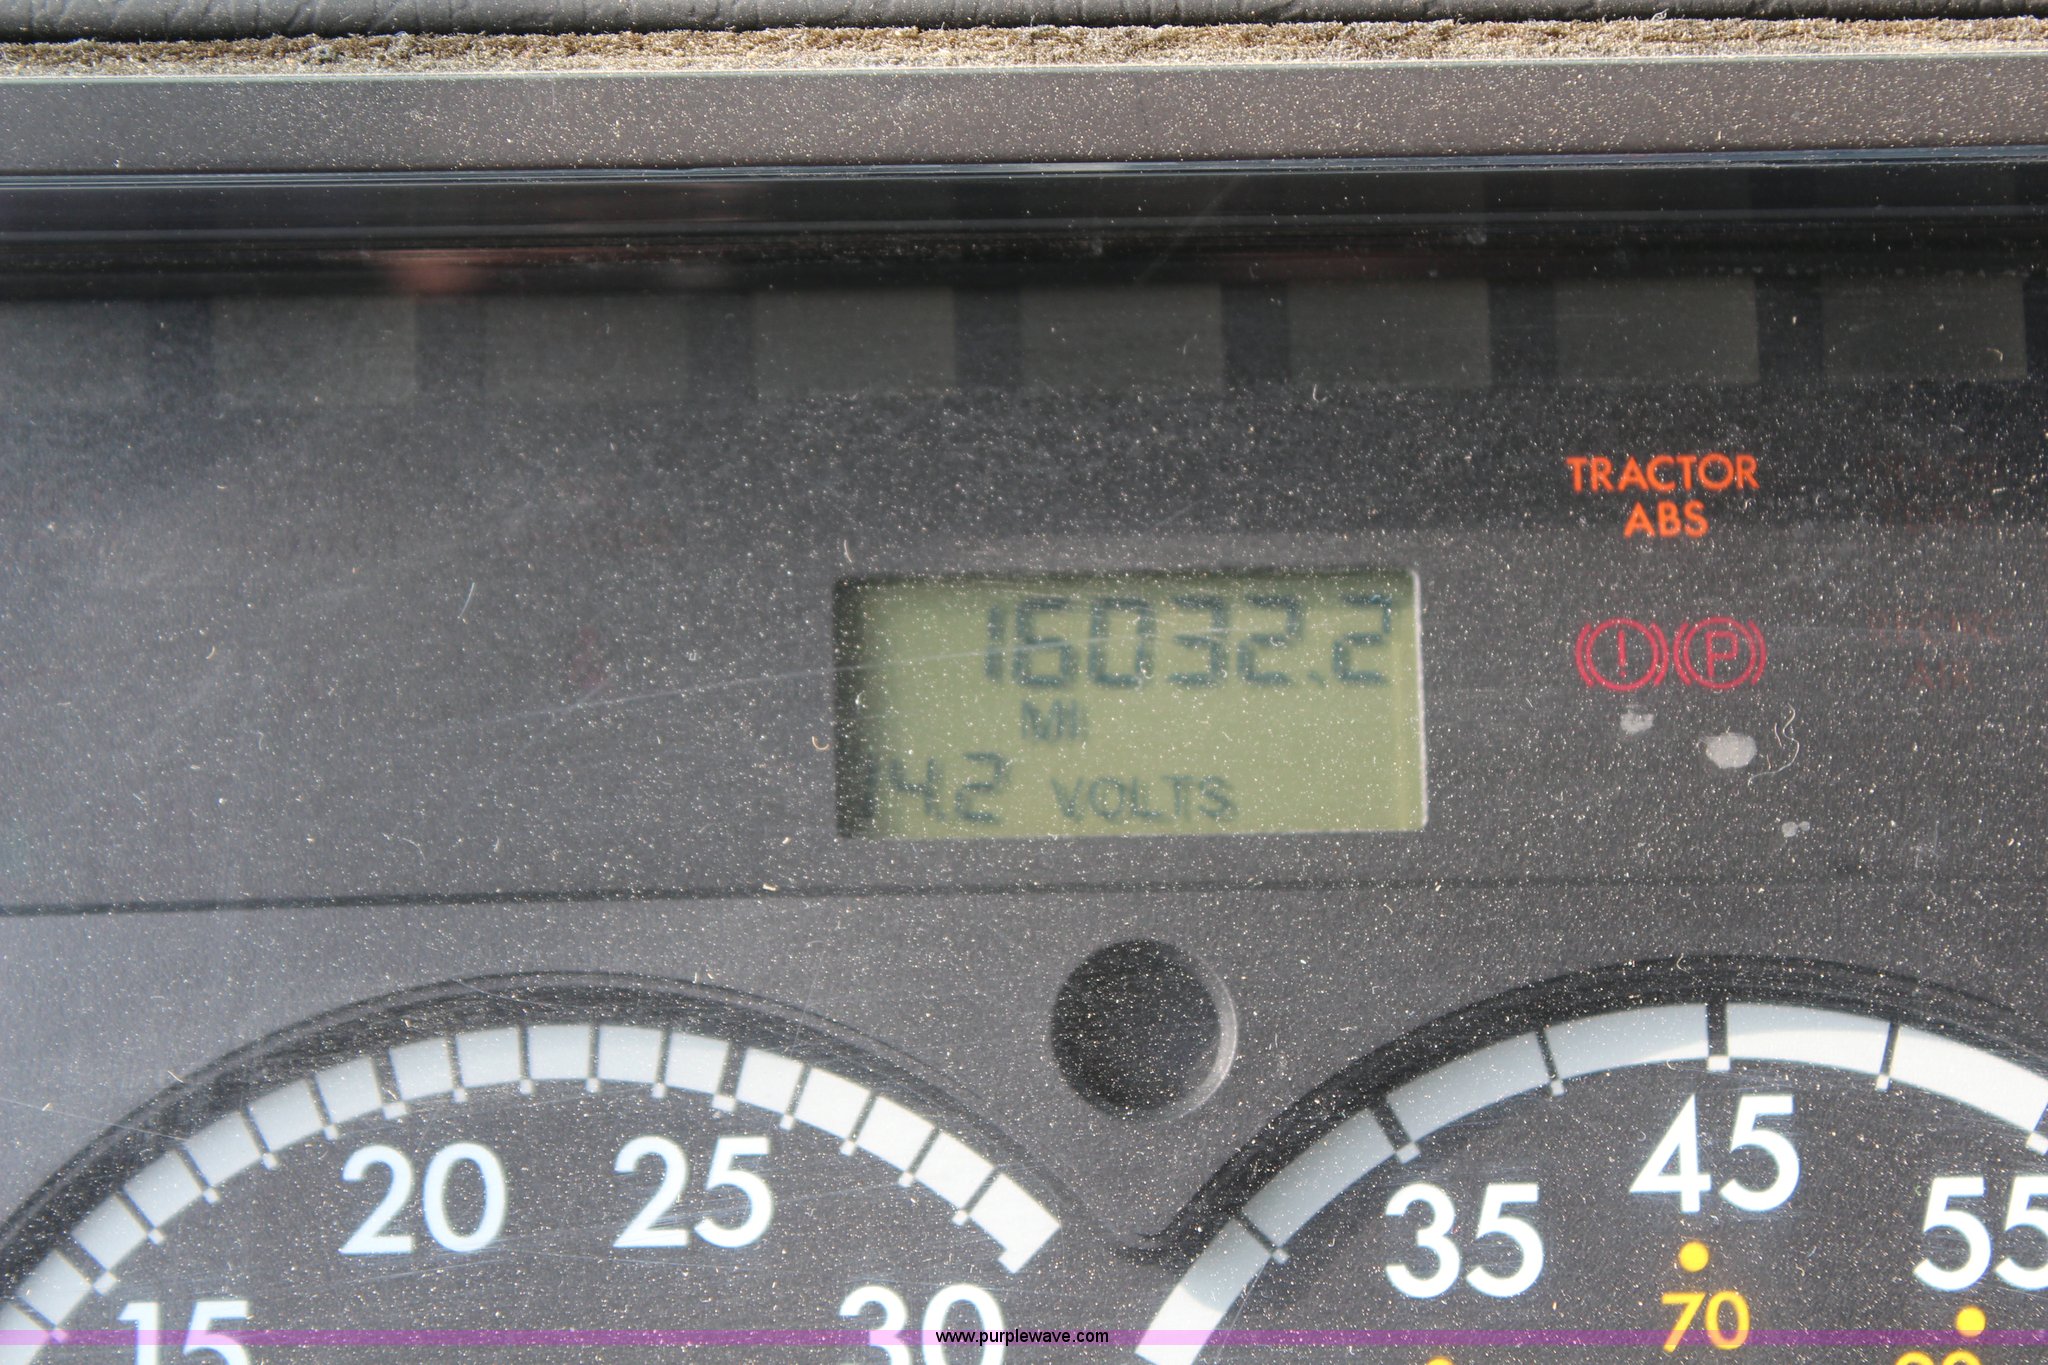 TRACTOR
ABS
16032.2
MI
14.2 VOLTS
P
15
20
25
30
35
45
55
70
www.purplewave.com